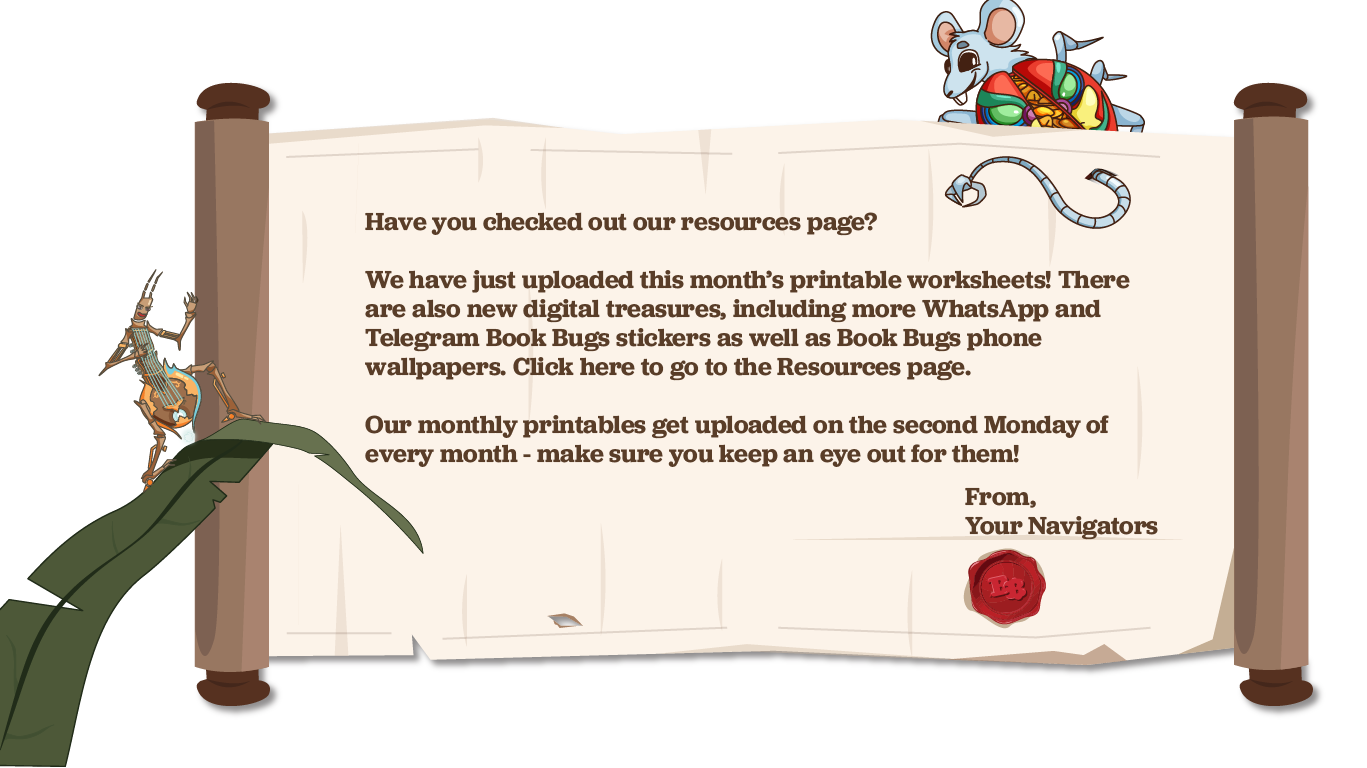 Have you checked out our resources page?
We have just uploaded this month’s printable worksheets! There
are also new digital treasures, including more WhatsApp and
Telegram Book Bugs stickers as well as Book Bugs phone
wallpapers. Click here to go to the Resources page.
Our monthly printables get uploaded on the second Monday of
every month - make sure you keep an eye out for them!
From,
Your Navigators
BB